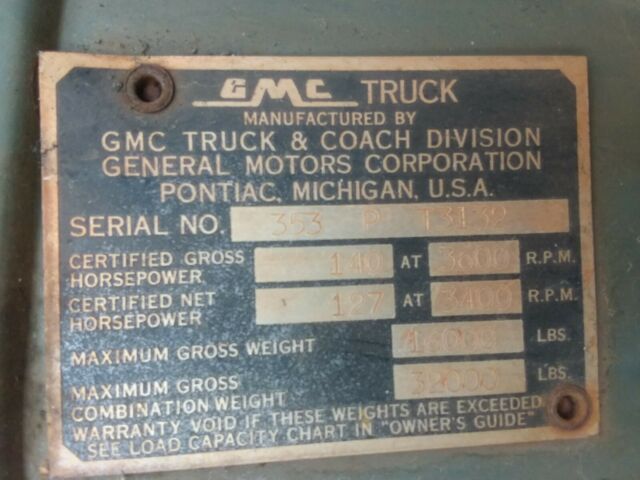 GMC TRUCK
MANUFACTURED BY
GMC TRUCK & COACH DIVISION
GENERAL MOTORS CORPORATION
PONTIAC, MICHIGAN, U.S.A.
SERIAL NO. 353 P
CERTIFIED GROSS HORSEPOWER 140 AT 3600 R.P.M.
CERTIFIED NET HORSEPOWER 127 AT 3400 R.P.M.
MAXIMUM GROSS WEIGHT 16000 LBS.
MAXIMUM GROSS COMBINATION WEIGHT LBS.
WARRANTY VOID IF THESE WEIGHTS ARE EXCEEDED
SEE LOAD CAPACITY CHART IN "OWNER'S GUIDE"